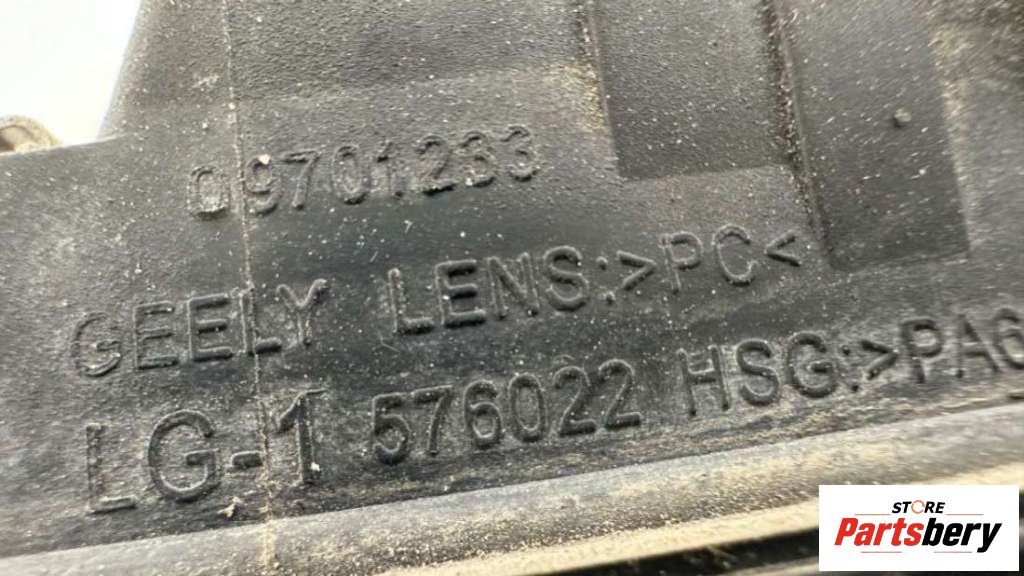 09701233
GEELY LENS:>PC<
LG-1 576022 HSG:>PA6
STORE
Partsbery